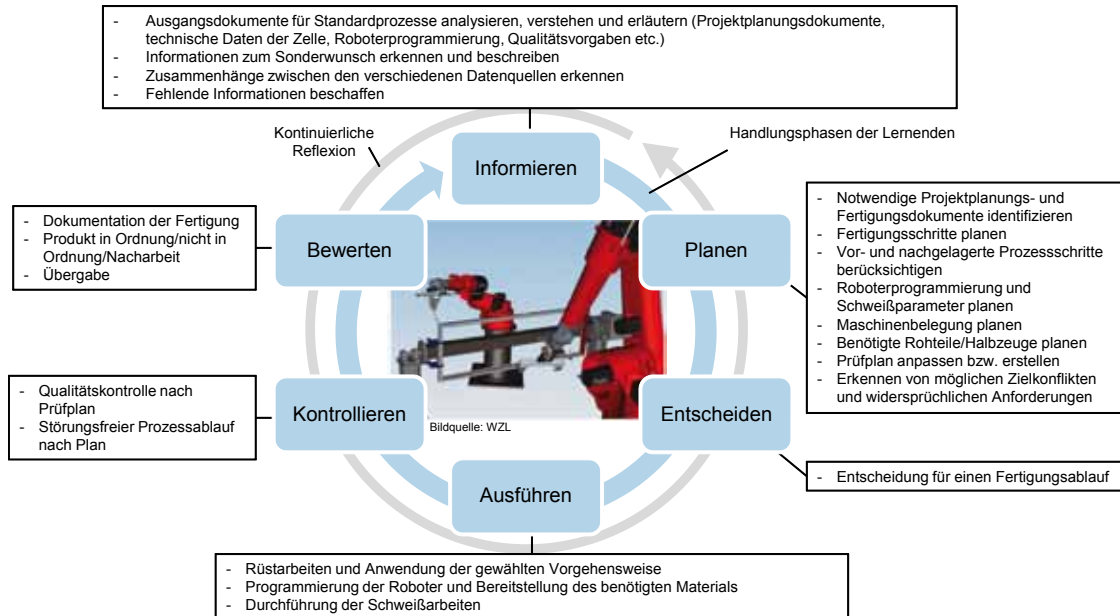 - Ausgangsdokumente für Standardprozesse analysieren, verstehen und erläutern (Projektplanungsdokumente,
technische Daten der Zelle, Roboterprogrammierung, Qualitätsvorgaben etc.)
- Informationen zum Sonderwunsch erkennen und beschreiben
- Zusammenhänge zwischen den verschiedenen Datenquellen erkennen
- Fehlende Informationen beschaffen
Kontinuierliche
Reflexion
Handlungsphasen der Lernenden
Informieren
Planen
- Notwendige Projektplanungs- und
Fertigungsdokumente identifizieren
- Fertigungsschritte planen
- Vor- und nachgelagerte Prozessschritte
berücksichtigen
- Roboterprogrammierung und
Schweißparameter planen
- Maschinenbelegung planen
- Benötigte Rohteile/Halbzeuge planen
- Prüfplan anpassen bzw. erstellen
- Erkennen von möglichen Zielkonflikten
und widersprüchlichen Anforderungen
Entscheiden
- Entscheidung für einen Fertigungsablauf
Ausführen
- Rüstarbeiten und Anwendung der gewählten Vorgehensweise
- Programmierung der Roboter und Bereitstellung des benötigten Materials
- Durchführung der Schweißarbeiten
Kontrollieren
- Qualitätskontrolle nach
Prüfplan
- Störungsfreier Prozessablauf
nach Plan
Bewerten
- Dokumentation der Fertigung
- Produkt in Ordnung/nicht in
Ordnung/Nacharbeit
- Übergabe
Bildquelle: WZL